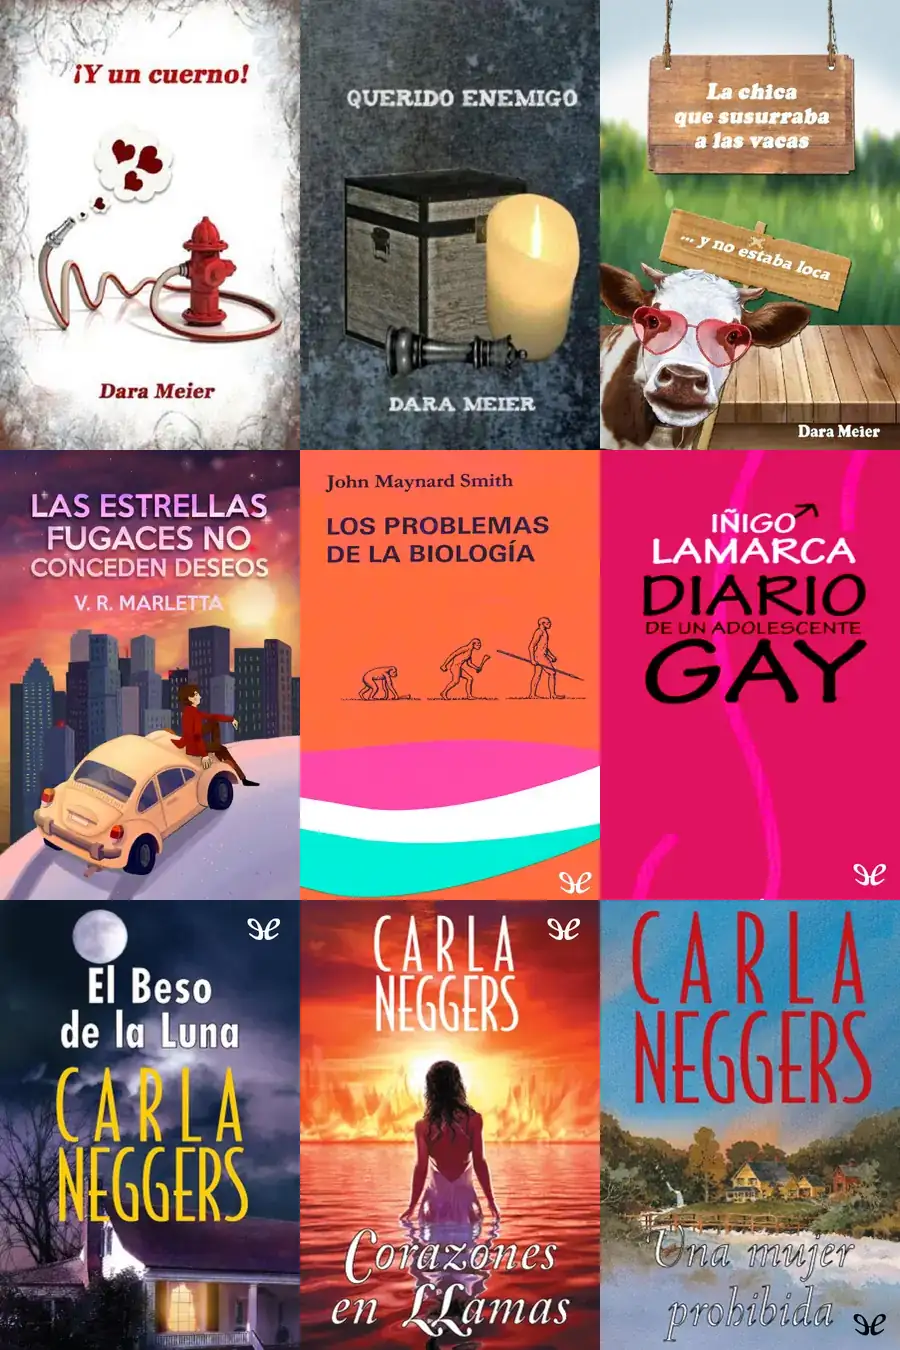 ¡Y un cuerno!
Dara Meier
QUERIDO ENEMIGO
DARA MEIER
La chica
que susurraba
a las vacas
... y no estaba loca
Dara Meier
LAS ESTRELLAS
FUGACES NO
CONCEDEN DESEOS
V. R. MARLETTA
John Maynard Smith
LOS PROBLEMAS
DE LA BIOLOGÍA
IÑIGO
LAMARCA
DIARIO
DE UN ADOLESCENTE
GAY
El Beso
de la Luna
CARLA
NEGGERS
CARLA
NEGGERS
Corazones
en LLamas
CARLA
NEGGERS
Una mujer
prohibida